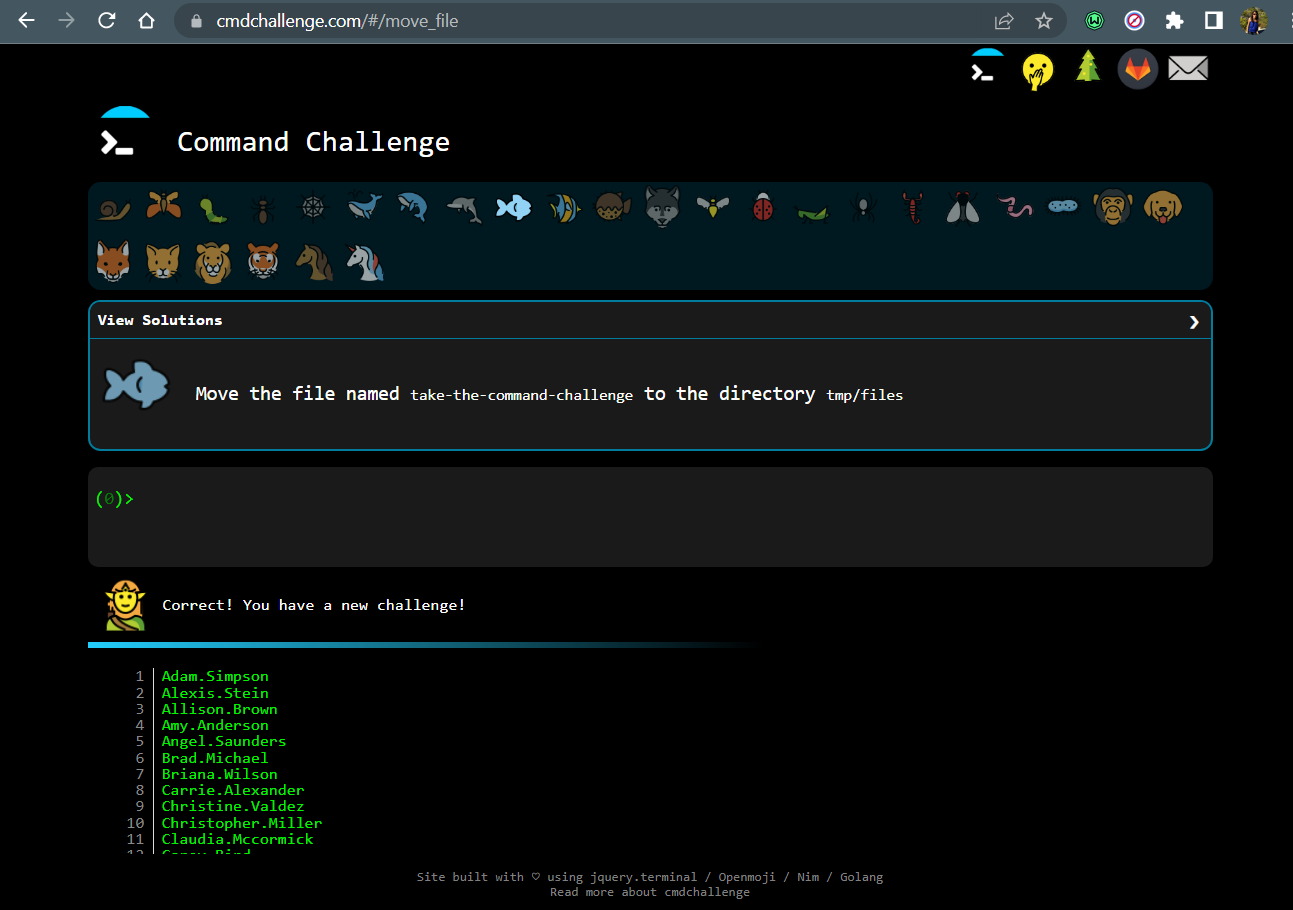 cmdchallenge.com/#/move_file
Command Challenge
View Solutions
Move the file named take-the-command-challenge to the directory tmp/files
(0)>
Correct! You have a new challenge!
1 Adam.Simpson
2 Alexis.Stein
3 Allison.Brown
4 Amy.Anderson
5 Angel.Saunders
6 Brad.Michael
7 Briana.Wilson
8 Carrie.Alexander
9 Christine.Valdez
10 Christopher.Miller
11 Claudia.Mccormick
Site built with ♡ using jquery.terminal / Openmoji / Nim / Golang
Read more about cmdchallenge